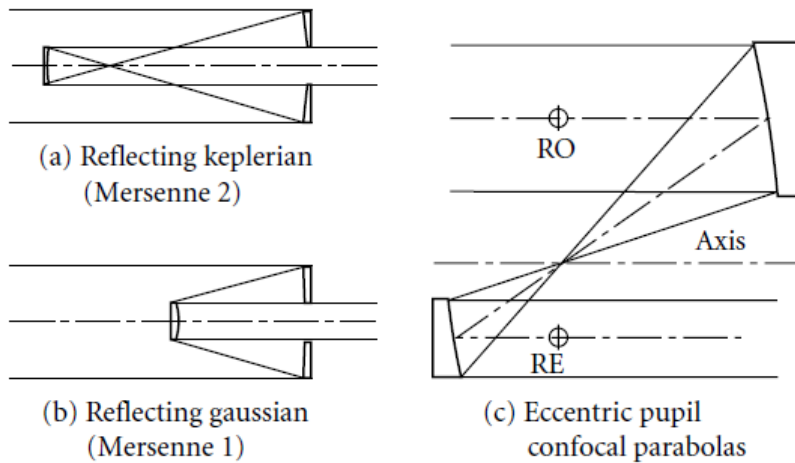 (a) Reflecting keplerian
(Mersenne 2)
(b) Reflecting gaussian
(Mersenne 1)
RO
Axis
RE
(c) Eccentric pupil
confocal parabolas